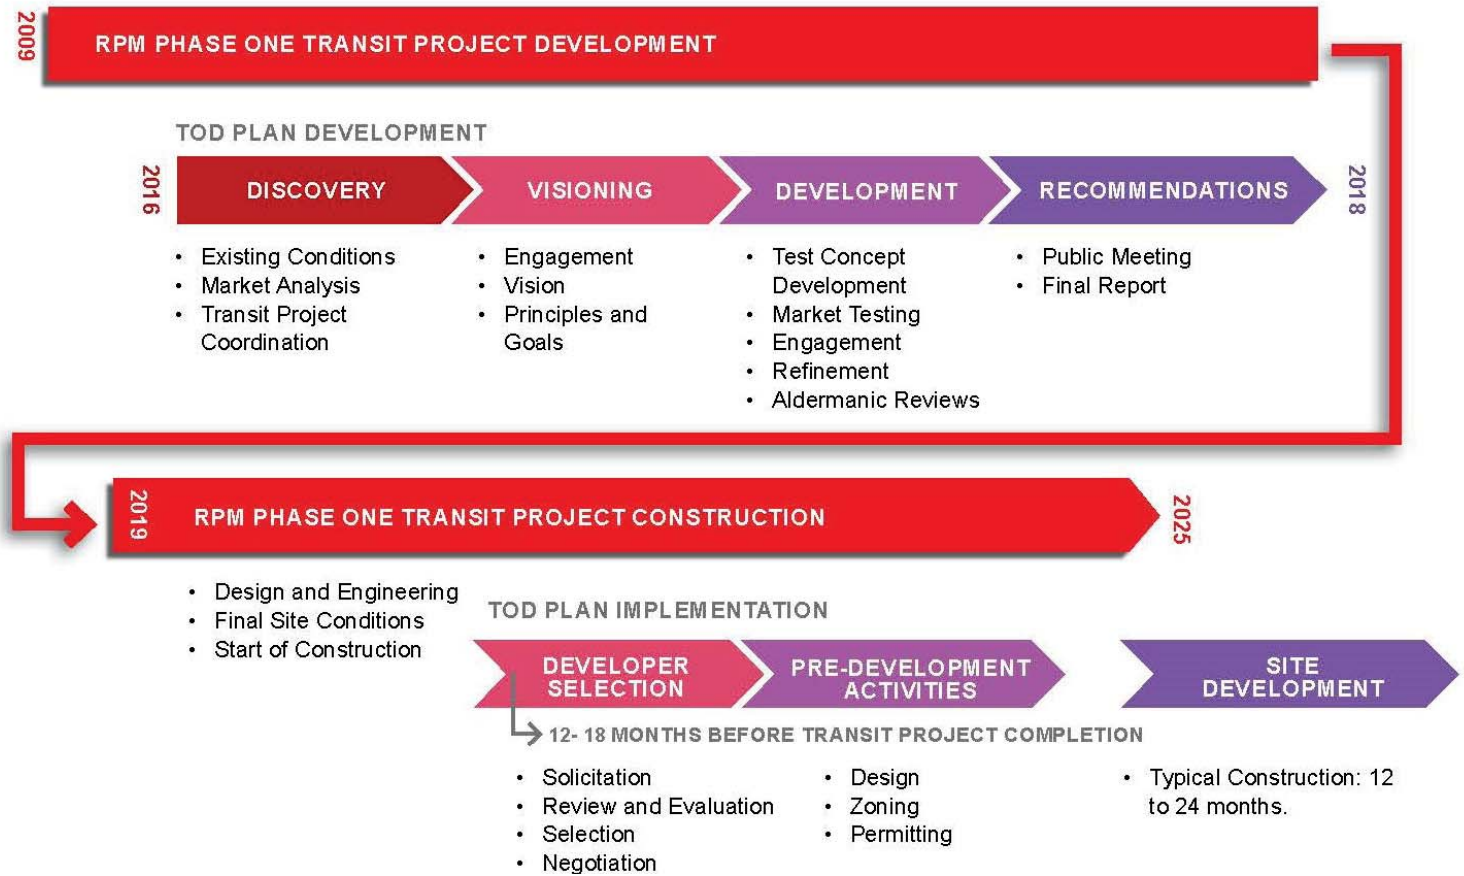 2009
RPM PHASE ONE TRANSIT PROJECT DEVELOPMENT
TOD PLAN DEVELOPMENT
2016
DISCOVERY
VISIONING
DEVELOPMENT
RECOMMENDATIONS
2018
• Existing Conditions
• Market Analysis
• Transit Project
Coordination
• Engagement
• Vision
• Principles and
Goals
• Test Concept
Development
• Market Testing
• Engagement
• Refinement
• Aldermanic Reviews
• Public Meeting
• Final Report
2019
RPM PHASE ONE TRANSIT PROJECT CONSTRUCTION
2025
• Design and Engineering
• Final Site Conditions
• Start of Construction
TOD PLAN IMPLEMENTATION
DEVELOPER
SELECTION
PRE-DEVELOPMENT
ACTIVITIES
SITE
DEVELOPMENT
12- 18 MONTHS BEFORE TRANSIT PROJECT COMPLETION
• Solicitation
• Review and Evaluation
• Selection
• Negotiation
• Design
• Zoning
• Permitting
• Typical Construction: 12
to 24 months.